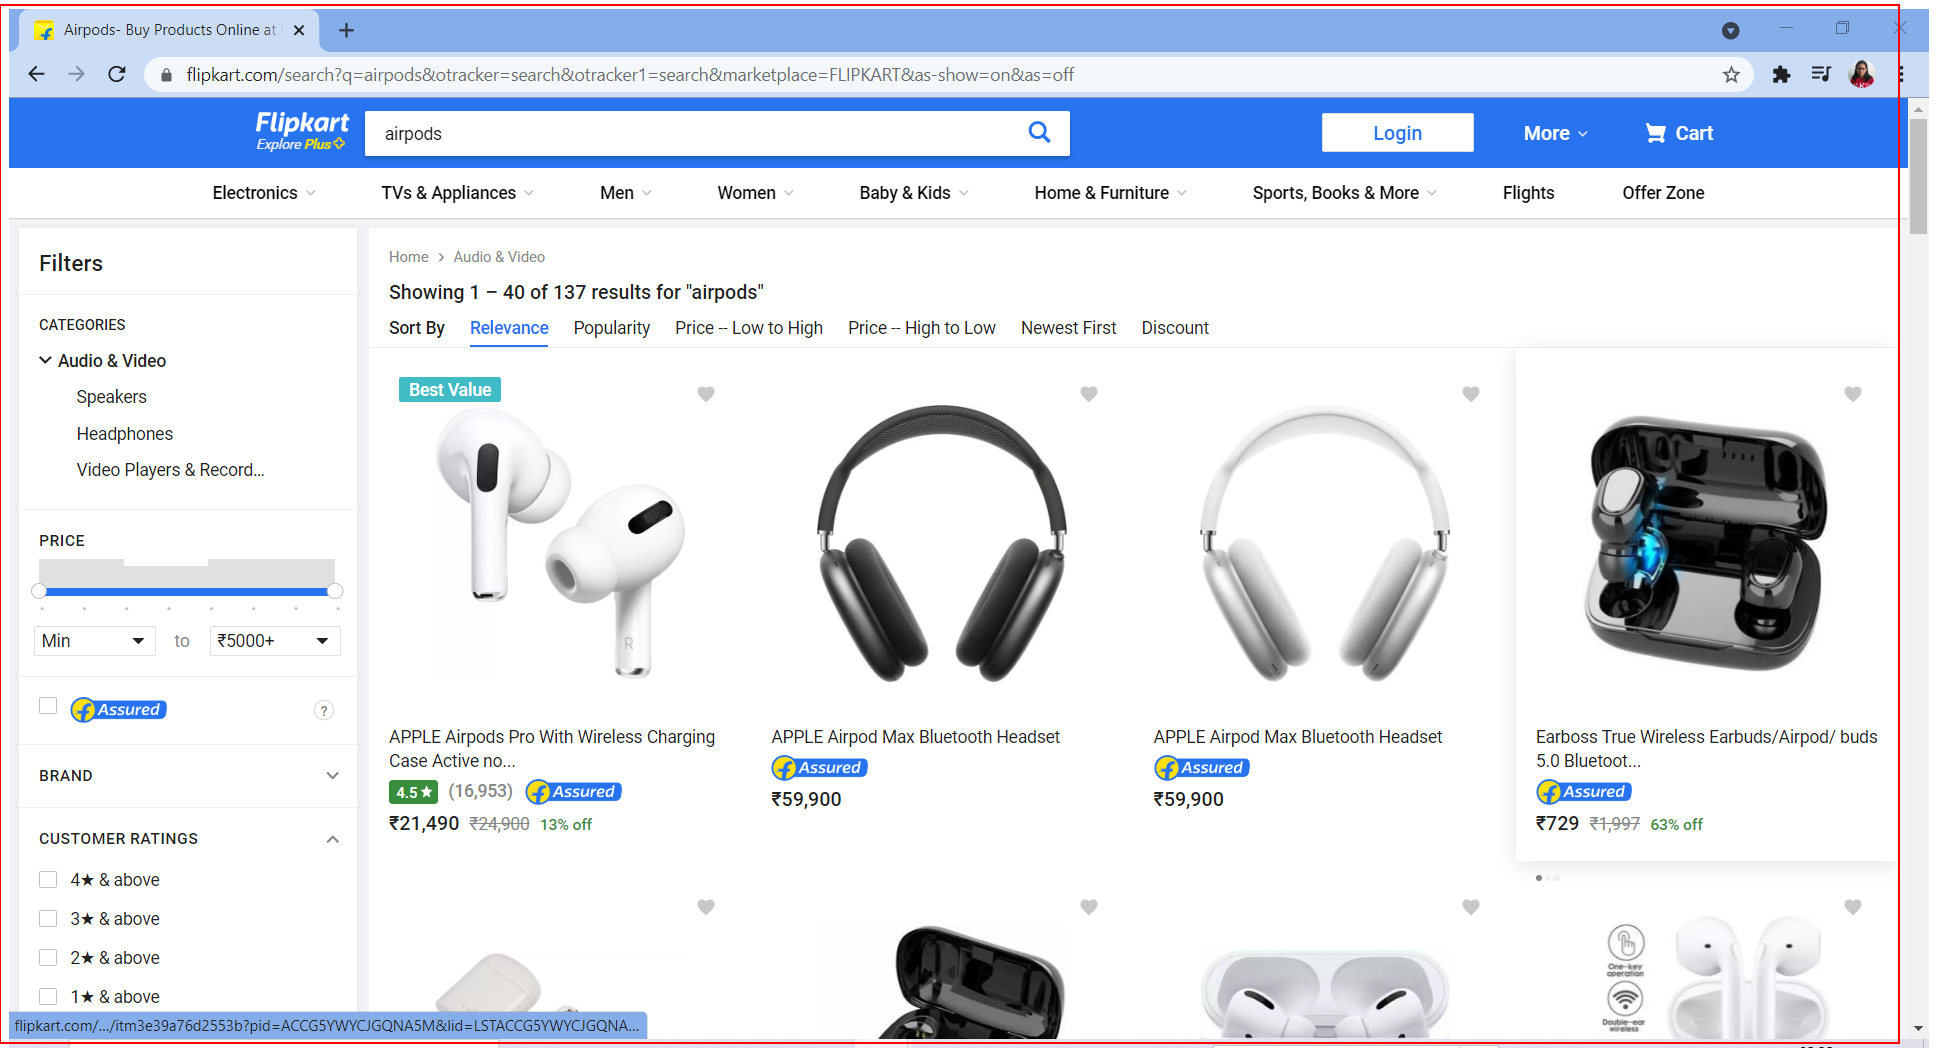 Airpods- Buy Products Online at
flipkart.com/search?q=airpods&otracker=search&otracker1=search&marketplace=FLIPKART&as-show=on&as=off
Flipkart
Explore Plus
airpods
Login
More
Cart
Electronics
TVs & Appliances
Men
Women
Baby & Kids
Home & Furniture
Sports, Books & More
Flights
Offer Zone
Filters
CATEGORIES
Audio & Video
Speakers
Headphones
Video Players & Record...
PRICE
Min to ₹5000+
Assured ?
BRAND
CUSTOMER RATINGS
4★ & above
3★ & above
2★ & above
1★ & above
Home > Audio & Video
Showing 1 – 40 of 137 results for "airpods"
Sort By Relevance Popularity Price -- Low to High Price -- High to Low Newest First Discount
Best Value
R
APPLE Airpods Pro With Wireless Charging
Case Active no...
4.5★ (16,953) Assured
₹21,490 ₹24,900 13% off
APPLE Airpod Max Bluetooth Headset
Assured
₹59,900
APPLE Airpod Max Bluetooth Headset
Assured
₹59,900
Earboss True Wireless Earbuds/Airpod/ buds
5.0 Bluetoot...
Assured
₹729 ₹1,997 63% off
One-key
operation
Double-ear
wireless
flipkart.com/.../itm3e39a76d2553b?pid=ACCG5YWYCJGQNA5M&lid=LSTACCG5YWYCJGQNA...